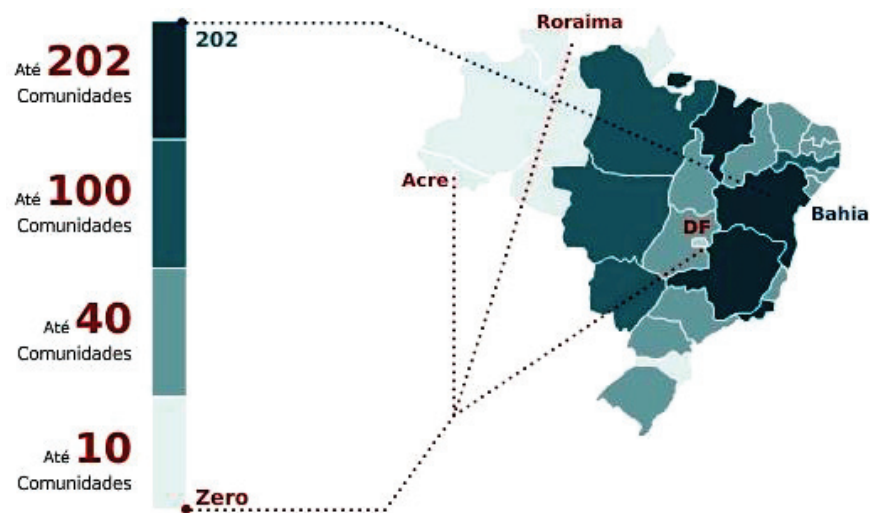 Roraima
202
Até 202
Comunidades
Acre
Até 100
Comunidades
Bahia
DF
Até 40
Comunidades
Até 10
Comunidades
Zero